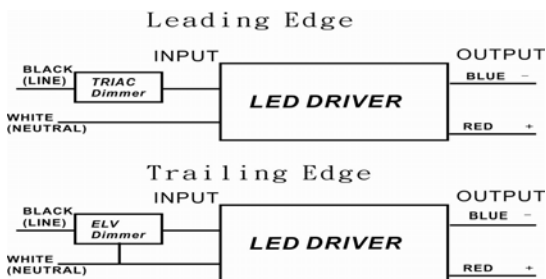 Leading Edge
INPUT
OUTPUT
BLACK
(LINE)
TRIAC
Dimmer
LED DRIVER
BLUE -
WHITE
(NEUTRAL)
RED +
Trailing Edge
INPUT
OUTPUT
BLACK
(LINE)
ELV
Dimmer
LED DRIVER
BLUE -
WHITE
(NEUTRAL)
RED +